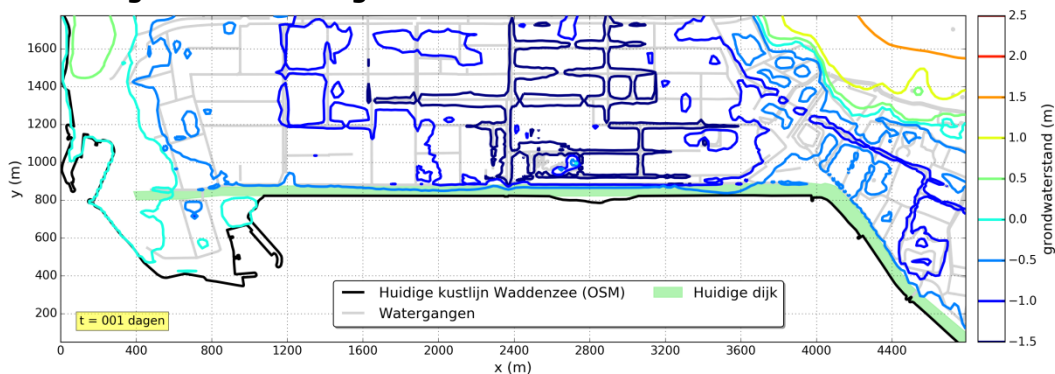 1600
1400
1200
1000
800
600
400
200
y (m)
0 400 800 1200 1600 2000 2400 2800 3200 3600 4000 4400
x (m)
t = 001 dagen
Huidige kustlijn Waddenzee (OSM)
Watergangen
Huidige dijk
2.5
2.0
1.5
1.0
0.5
0.0
−0.5
−1.0
−1.5
grondwaterstand (m)